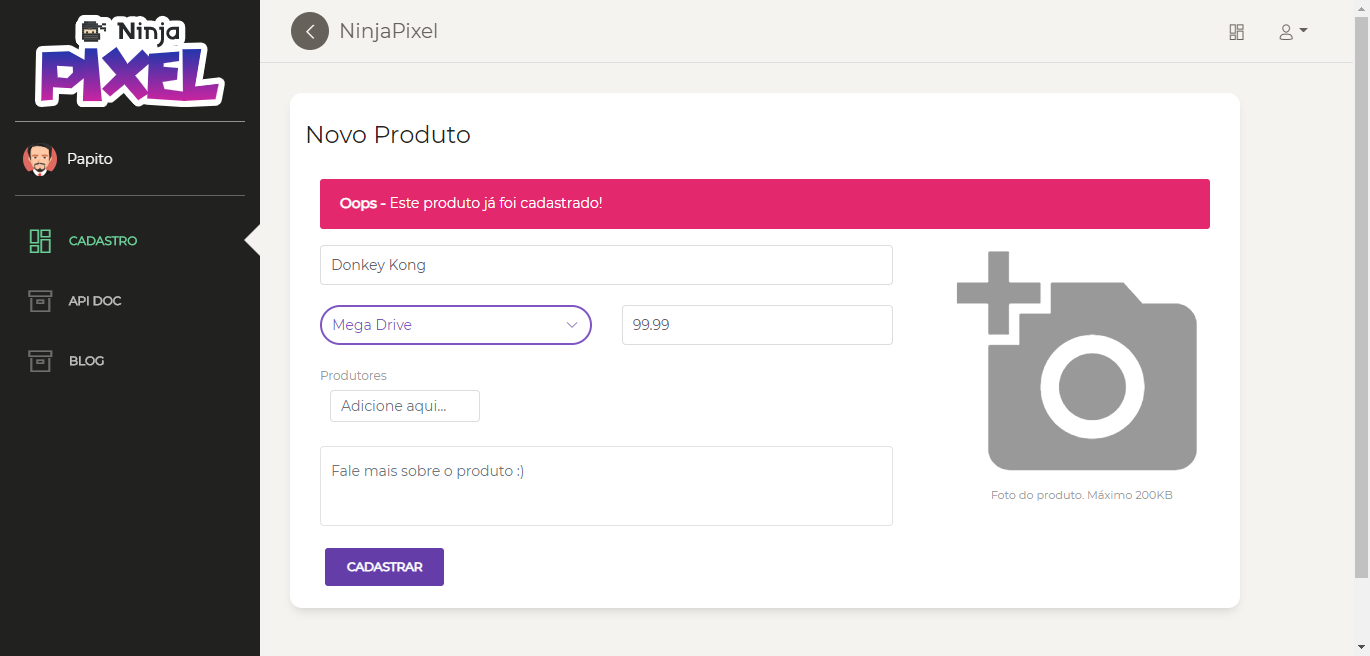 Ninja
PIXEL
NinjaPixel
Papito
CADASTRO
API DOC
BLOG
Novo Produto
Oops - Este produto já foi cadastrado!
Donkey Kong
Mega Drive
99.99
Produtores
Adicione aqui...
Fale mais sobre o produto :)
Foto do produto. Máximo 200KB
CADASTRAR